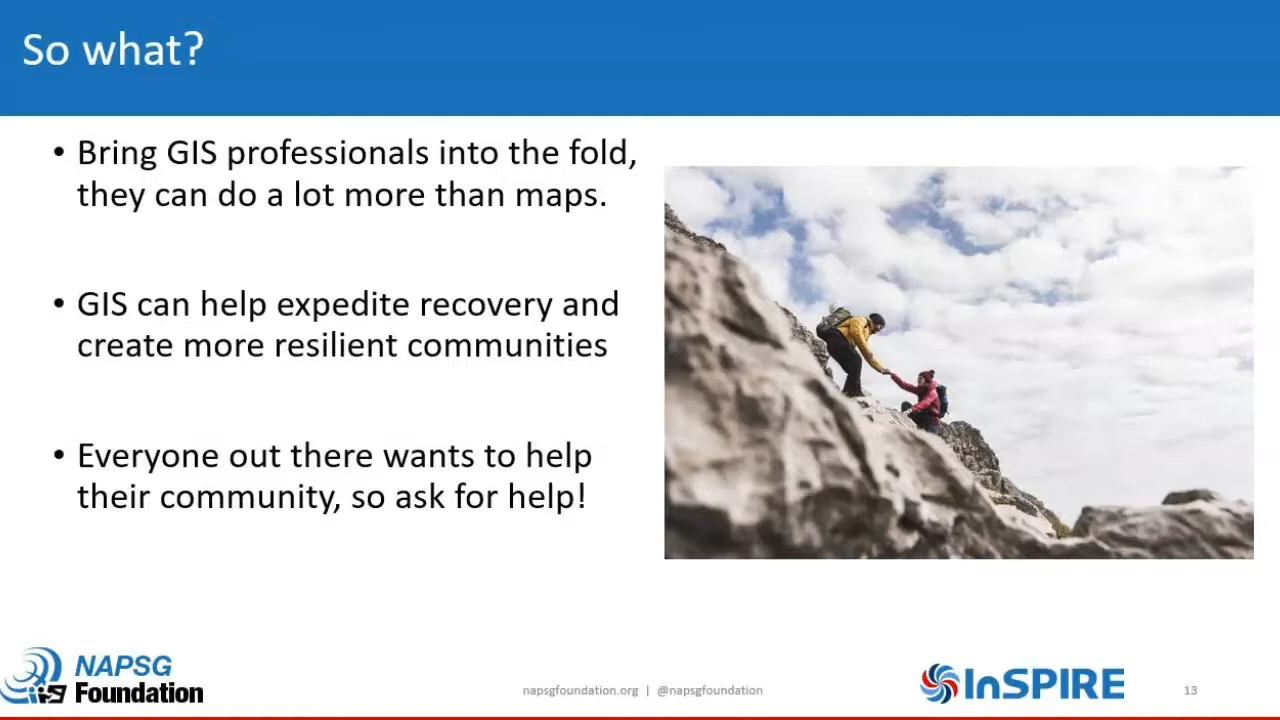 So what?
• Bring GIS professionals into the fold,
they can do a lot more than maps.
• GIS can help expedite recovery and
create more resilient communities
• Everyone out there wants to help
their community, so ask for help!
NAPSG
Foundation
napsgfoundation.org | @napsgfoundation
InSPIRE
13